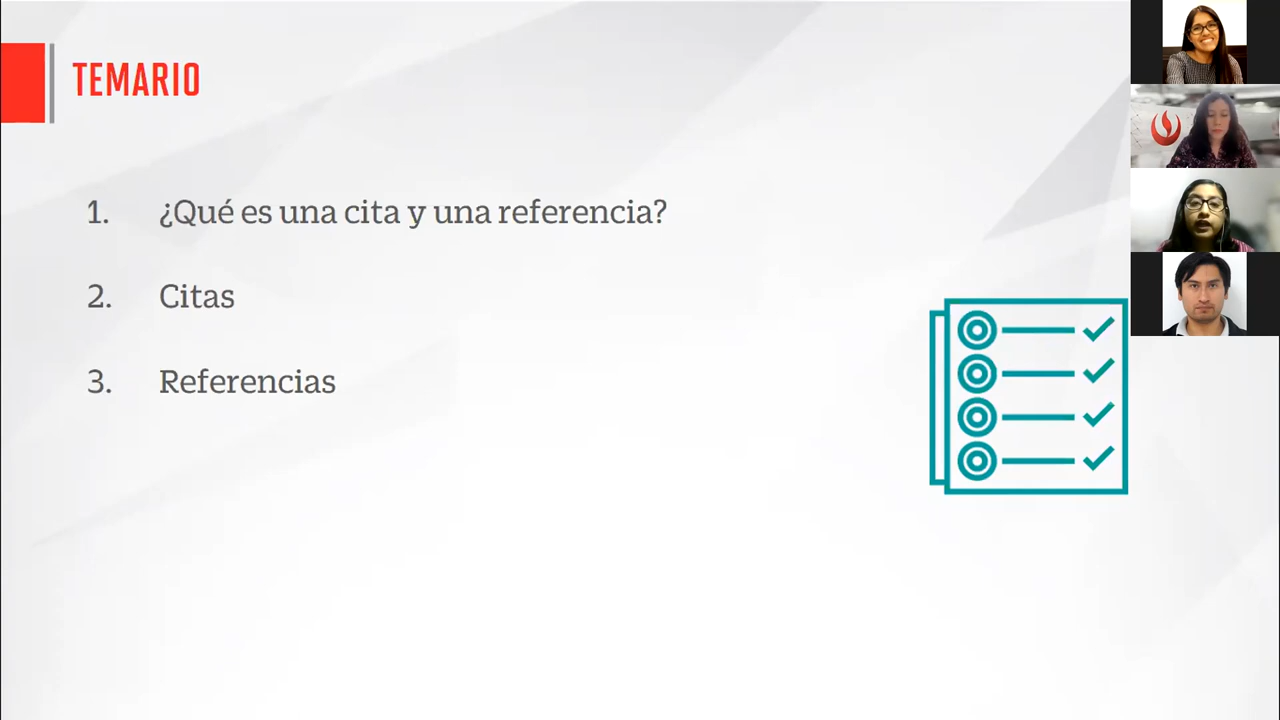 TEMARIO
1. ¿Qué es una cita y una referencia?
2. Citas
3. Referencias